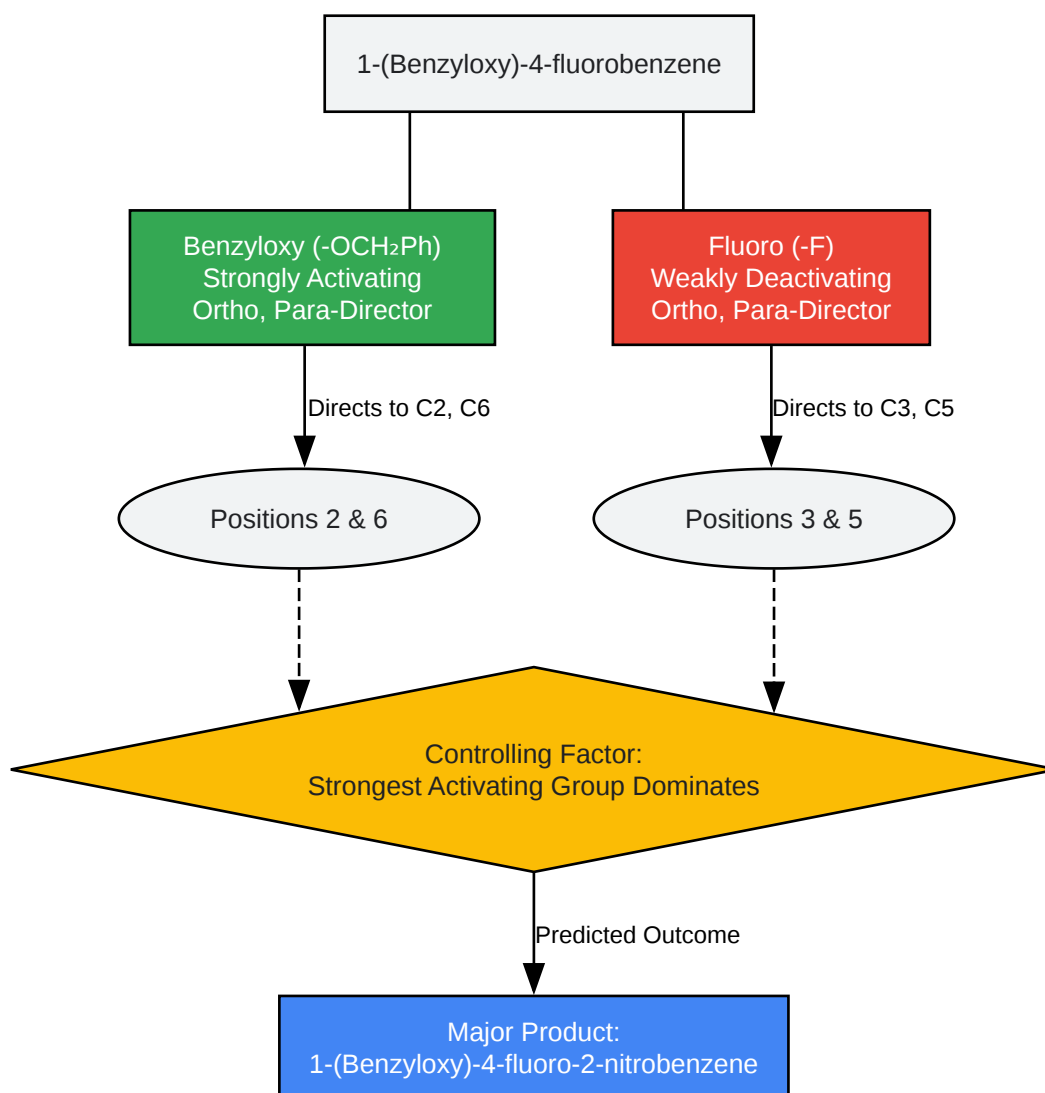 1-(Benzyloxy)-4-fluorobenzene
Benzyloxy (-OCH₂Ph)
Strongly Activating
Ortho, Para-Director
Fluoro (-F)
Weakly Deactivating
Ortho, Para-Director
Directs to C2, C6
Directs to C3, C5
Positions 2 & 6
Positions 3 & 5
Controlling Factor:
Strongest Activating Group Dominates
Predicted Outcome
Major Product:
1-(Benzyloxy)-4-fluoro-2-nitrobenzene